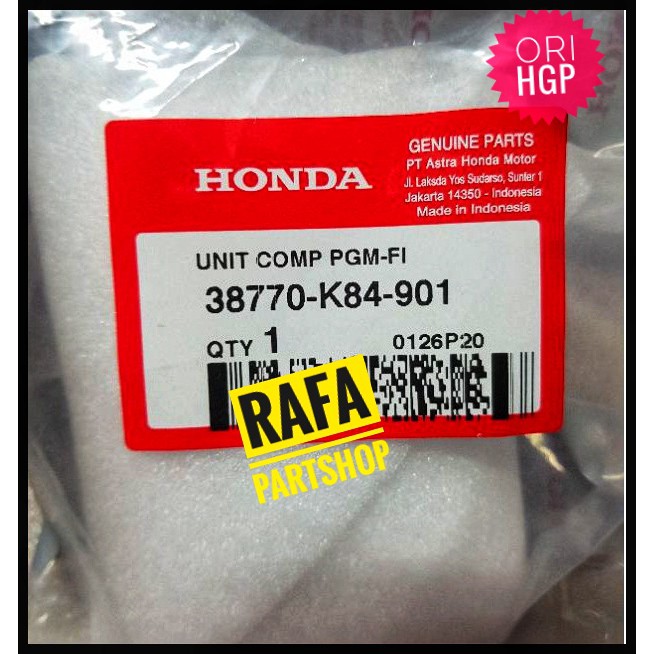 ORI
HGP
GENUINE PARTS
PT Astra Honda Motor
Jl. Laksda Yos Sudarso, Sunter 1
Jakarta 14350 - Indonesia
Made in Indonesia
HONDA
UNIT COMP PGM-FI
38770-K84-901
QTY 1
0126P20
RAFA
PARTSHOP